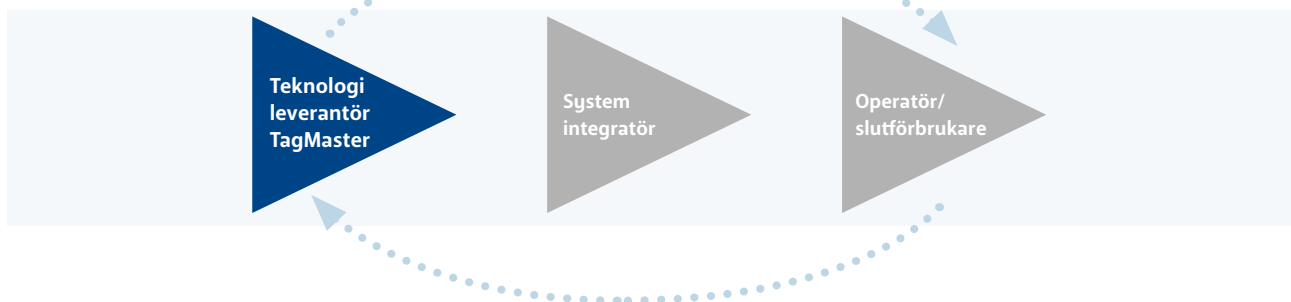 Teknologi
leverantör
TagMaster
System
integratör
Operatör/
slutförbrukare